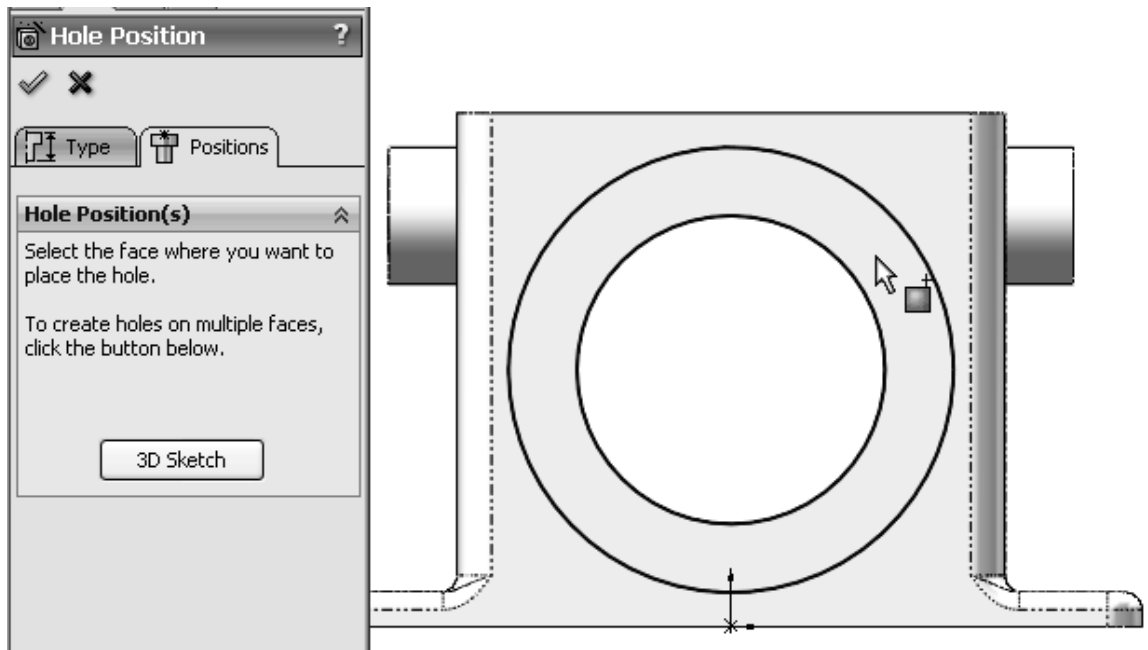 Hole Position ?
Type Positions
Hole Position(s)
Select the face where you want to
place the hole.
To create holes on multiple faces,
click the button below.
3D Sketch